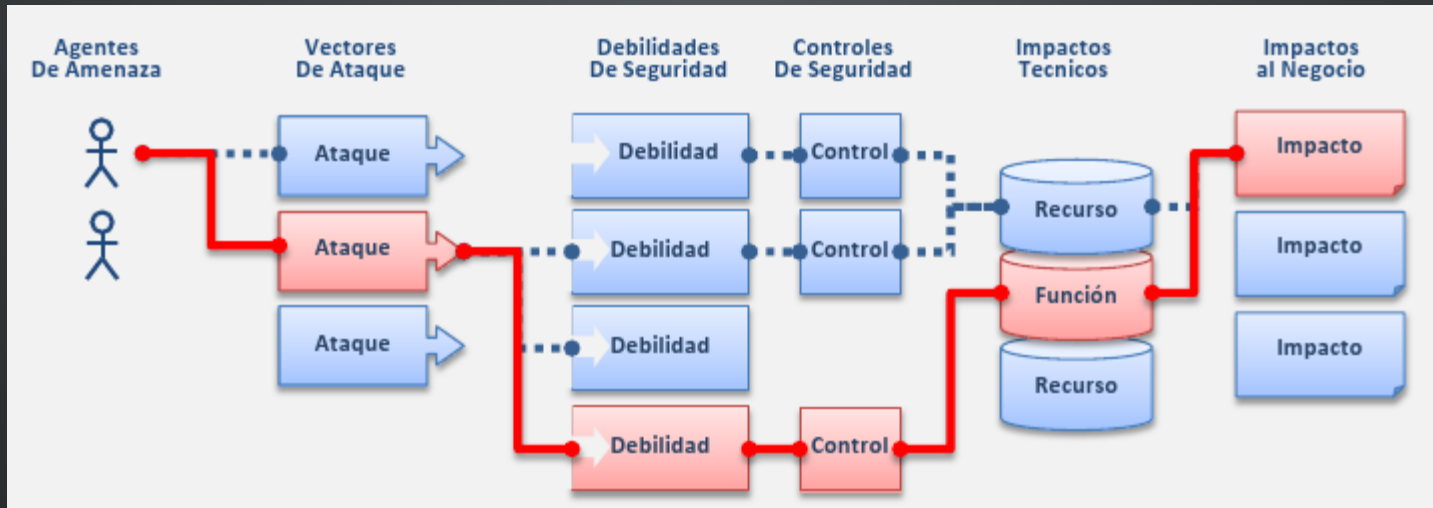 Agentes
De Amenaza
Vectores
De Ataque
Debilidades
De Seguridad
Controles
De Seguridad
Impactos
Tecnicos
Impactos
al Negocio
Ataque
Debilidad
Control
Impacto
Recurso
Ataque
Debilidad
Control
Impacto
Función
Ataque
Debilidad
Impacto
Recurso
Debilidad
Control